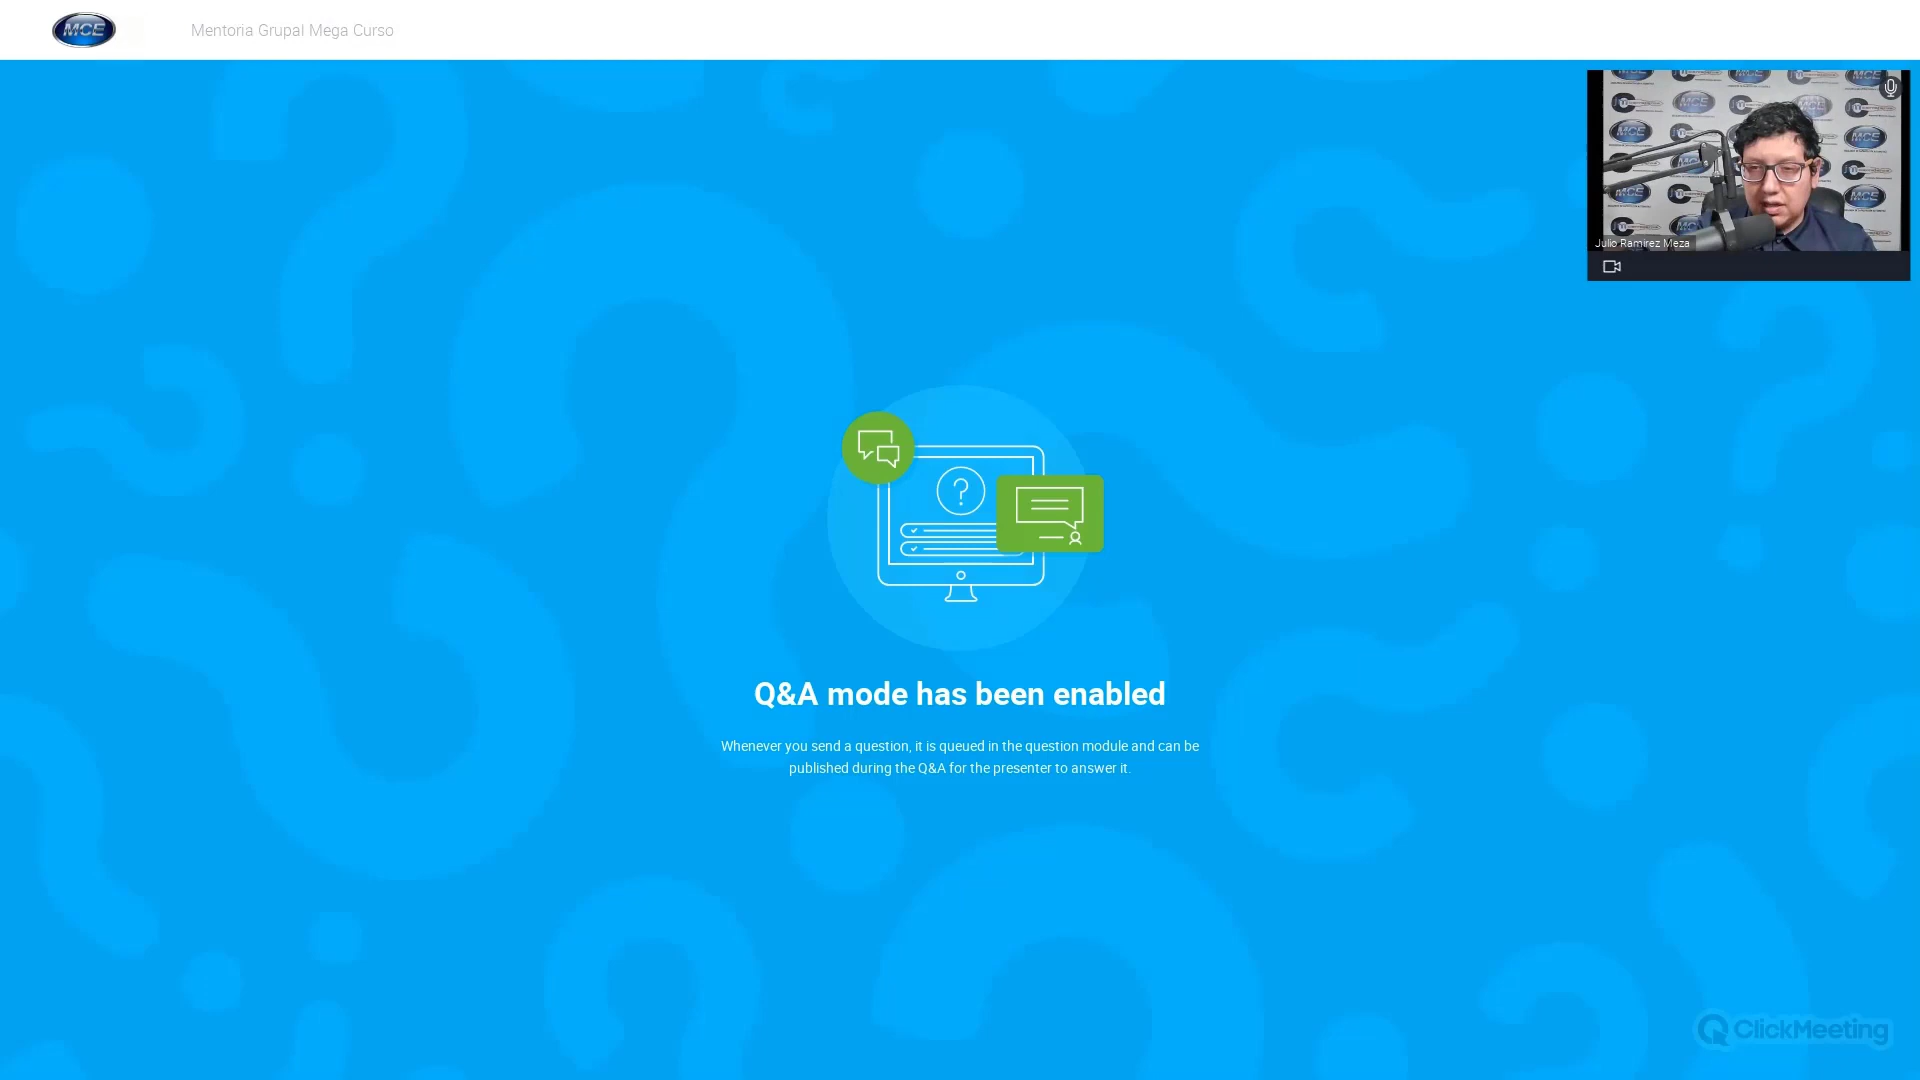 MCE
Mentoria Grupal Mega Curso
Julio Ramirez Meza
Q&A mode has been enabled
Whenever you send a question, it is queued in the question module and can be
published during the Q&A for the presenter to answer it.
ClickMeeting